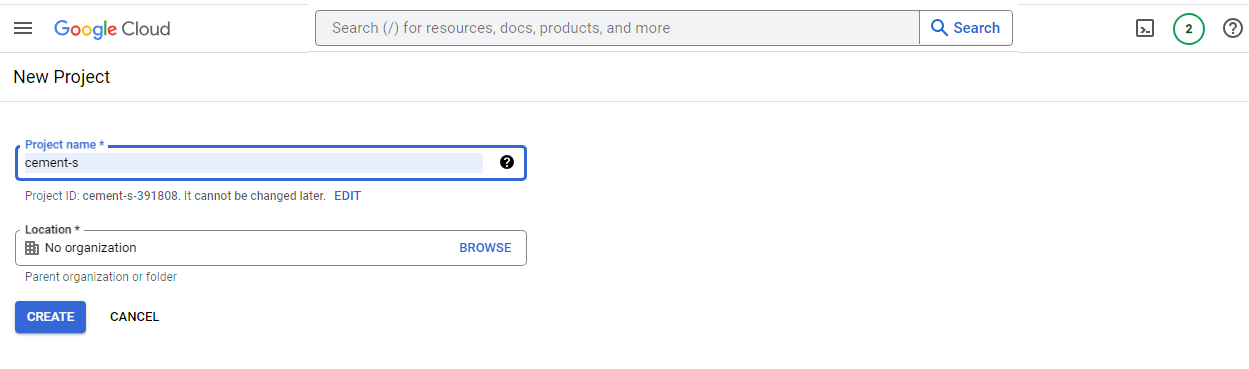 Google Cloud
Search (/) for resources, docs, products, and more
Search
2
New Project
Project name *
cement-s
Project ID: cement-s-391808. It cannot be changed later. EDIT
Location *
No organization BROWSE
Parent organization or folder
CREATE CANCEL